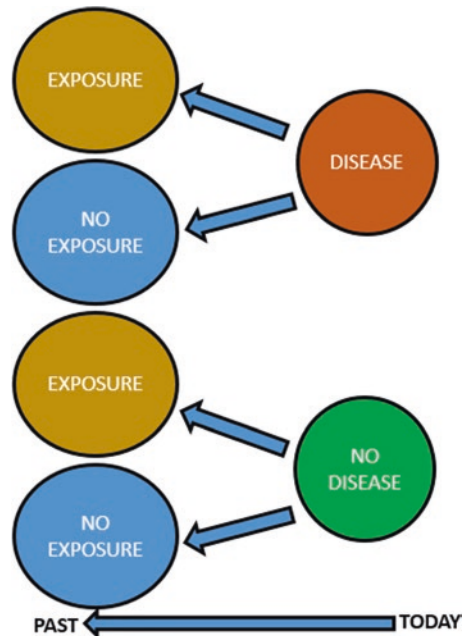 EXPOSURE
DISEASE
NO
EXPOSURE
EXPOSURE
NO
DISEASE
NO
EXPOSURE
PAST
TODAY